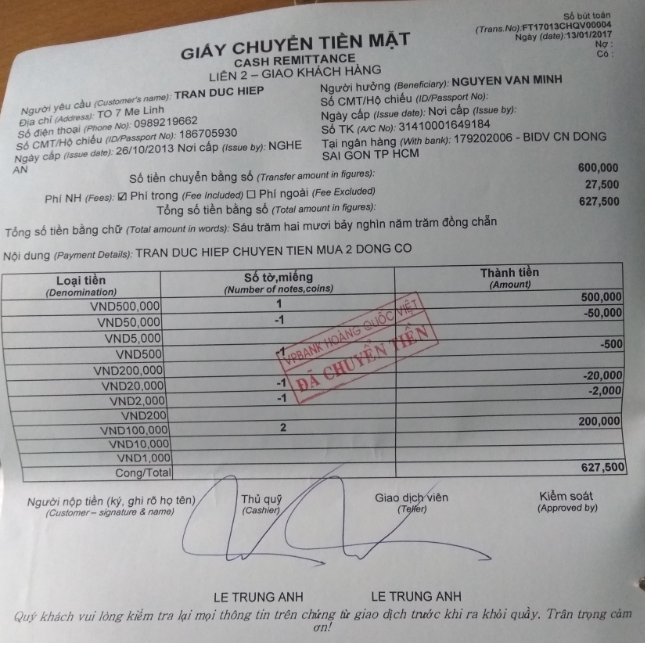 Số bút toán
(Trans.No):FT17013CHQV00004
Ngày (date):13/01/2017
Nợ :
Có :
GIẤY CHUYỂN TIỀN MẶT
CASH REMITTANCE
LIÊN 2 – GIAO KHÁCH HÀNG
Người yêu cầu (Customer's name): TRAN DUC HIEP
Địa chỉ (Address): TO 7 Me Linh
Số điện thoại (Phone No): 0989219662
Số CMT/Hộ chiếu (ID/Passport No): 186705930
Ngày cấp (Issue date): 26/10/2013 Nơi cấp (Issue by): NGHE AN
Người hưởng (Beneficiary): NGUYEN VAN MINH
Số CMT/Hộ chiếu (ID/Passport No):
Ngày cấp (Issue date): Nơi cấp (Issue by):
Số TK (A/C No): 31410001649184
Tại ngân hàng (With bank): 179202006 - BIDV CN DONG
SAI GON TP HCM
Số tiền chuyển bằng số (Transfer amount in figures): 600,000
Phí NH (Fees): ☑ Phí trong (Fee Included) ☐ Phí ngoài (Fee Excluded) 27,500
Tổng số tiền bằng số (Total amount in figures): 627,500
Tổng số tiền bằng chữ (Total amount in words): Sáu trăm hai mươi bảy nghìn năm trăm đồng chẵn
Nội dung (Payment Details): TRAN DUC HIEP CHUYEN TIEN MUA 2 DONG CO
Loại tiền Số tờ,miếng Thành tiền
(Denomination) (Number of notes,coins) (Amount)
VND500,000 1 500,000
VND50,000 -1 -50,000
VND5,000
VND500 -1 -500
VND200,000
VND20,000 -1 -20,000
VND2,000 -1 -2,000
VND200
VND100,000 2 200,000
VND10,000
VND1,000
Cong/Total 627,500
VPBANK HOÀNG QUỐC VIỆT
ĐÃ CHUYỂN TIỀN
Người nộp tiền (ký, ghi rõ họ tên) Thủ quỹ Giao dịch viên Kiểm soát
(Customer – signature & name) (Cashier) (Teller) (Approved by)
LE TRUNG ANH LE TRUNG ANH
Quý khách vui lòng kiểm tra lại mọi thông tin trên chứng từ giao dịch trước khi ra khỏi quầy. Trân trọng cảm
ơn!